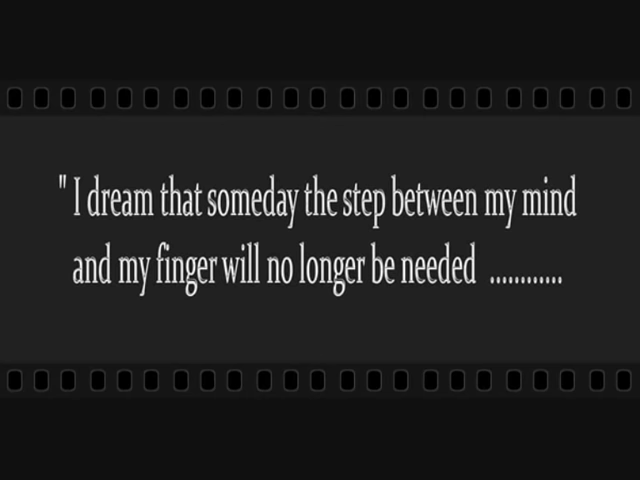 " I dream that someday the step between my mind
and my finger will no longer be needed ............